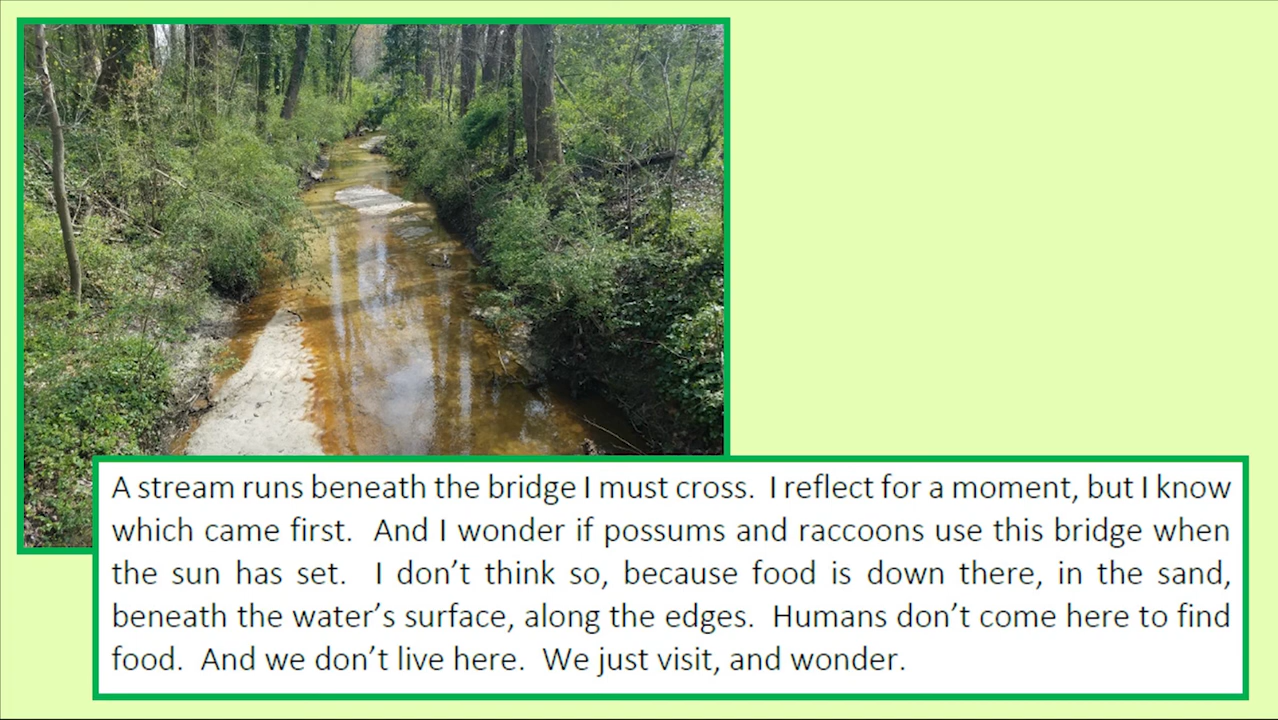 A stream runs beneath the bridge I must cross.  I reflect for a moment, but I know
which came first.  And I wonder if possums and raccoons use this bridge when
the sun has set.  I don’t think so, because food is down there, in the sand,
beneath the water’s surface, along the edges.  Humans don’t come here to find
food.  And we don’t live here.  We just visit, and wonder.